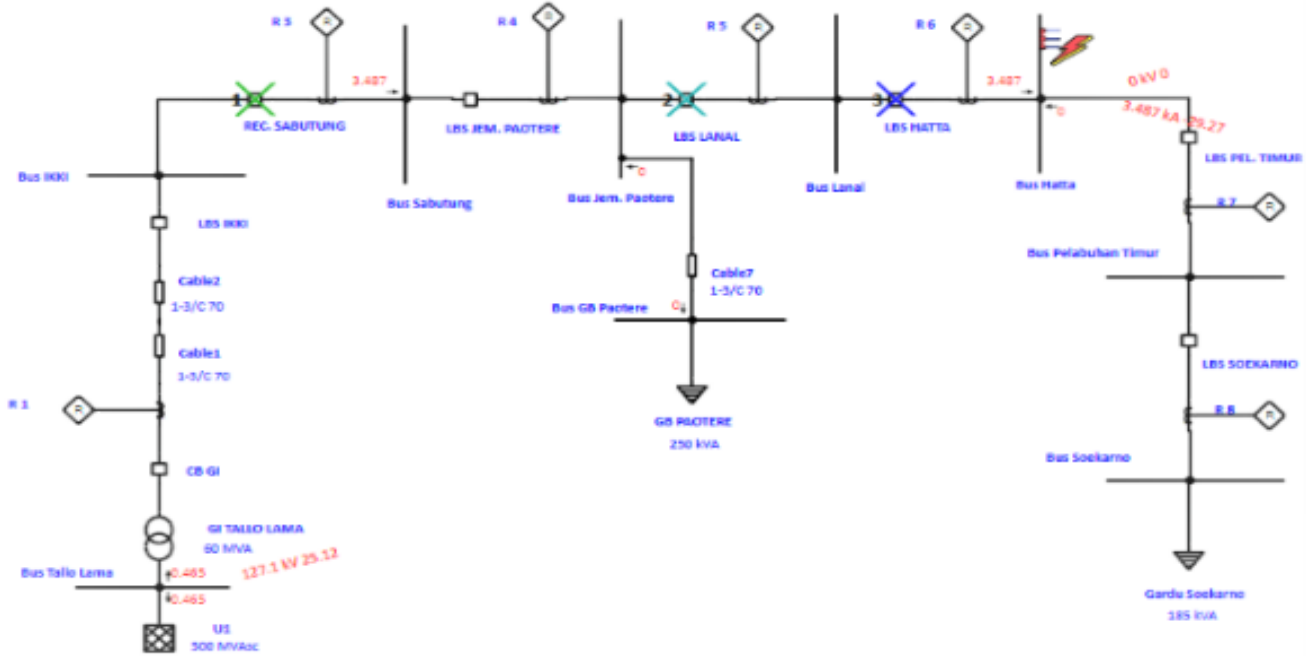 R 3
R 4
R 5
R 6
3.487
3.487
0 kV 0
3.487 kA -29.27
1
2
3
REC. SABUTUNG
LBS JEM. PAOTERE
LBS LANAL
LBS HATTA
LBS PEL. TIMUR
Bus IKKI
Bus Sabutung
Bus Jem. Paotere
Bus Lanal
Bus Hatta
R 7
LBS IKKI
Bus Pelabuhan Timur
Cable2
1-3/C 70
Cable7
1-3/C 70
Bus GB Paotere
Cable1
1-3/C 70
LBS SOEKARNO
R 1
R 8
GB PAOTERE
250 kVA
CB GI
Bus Soekarno
GI TALLO LAMA
60 MVA
127.1 kV 25.12
Bus Tallo Lama
0.465
0.465
Gardu Soekarno
185 kVA
U1
500 MVAsc